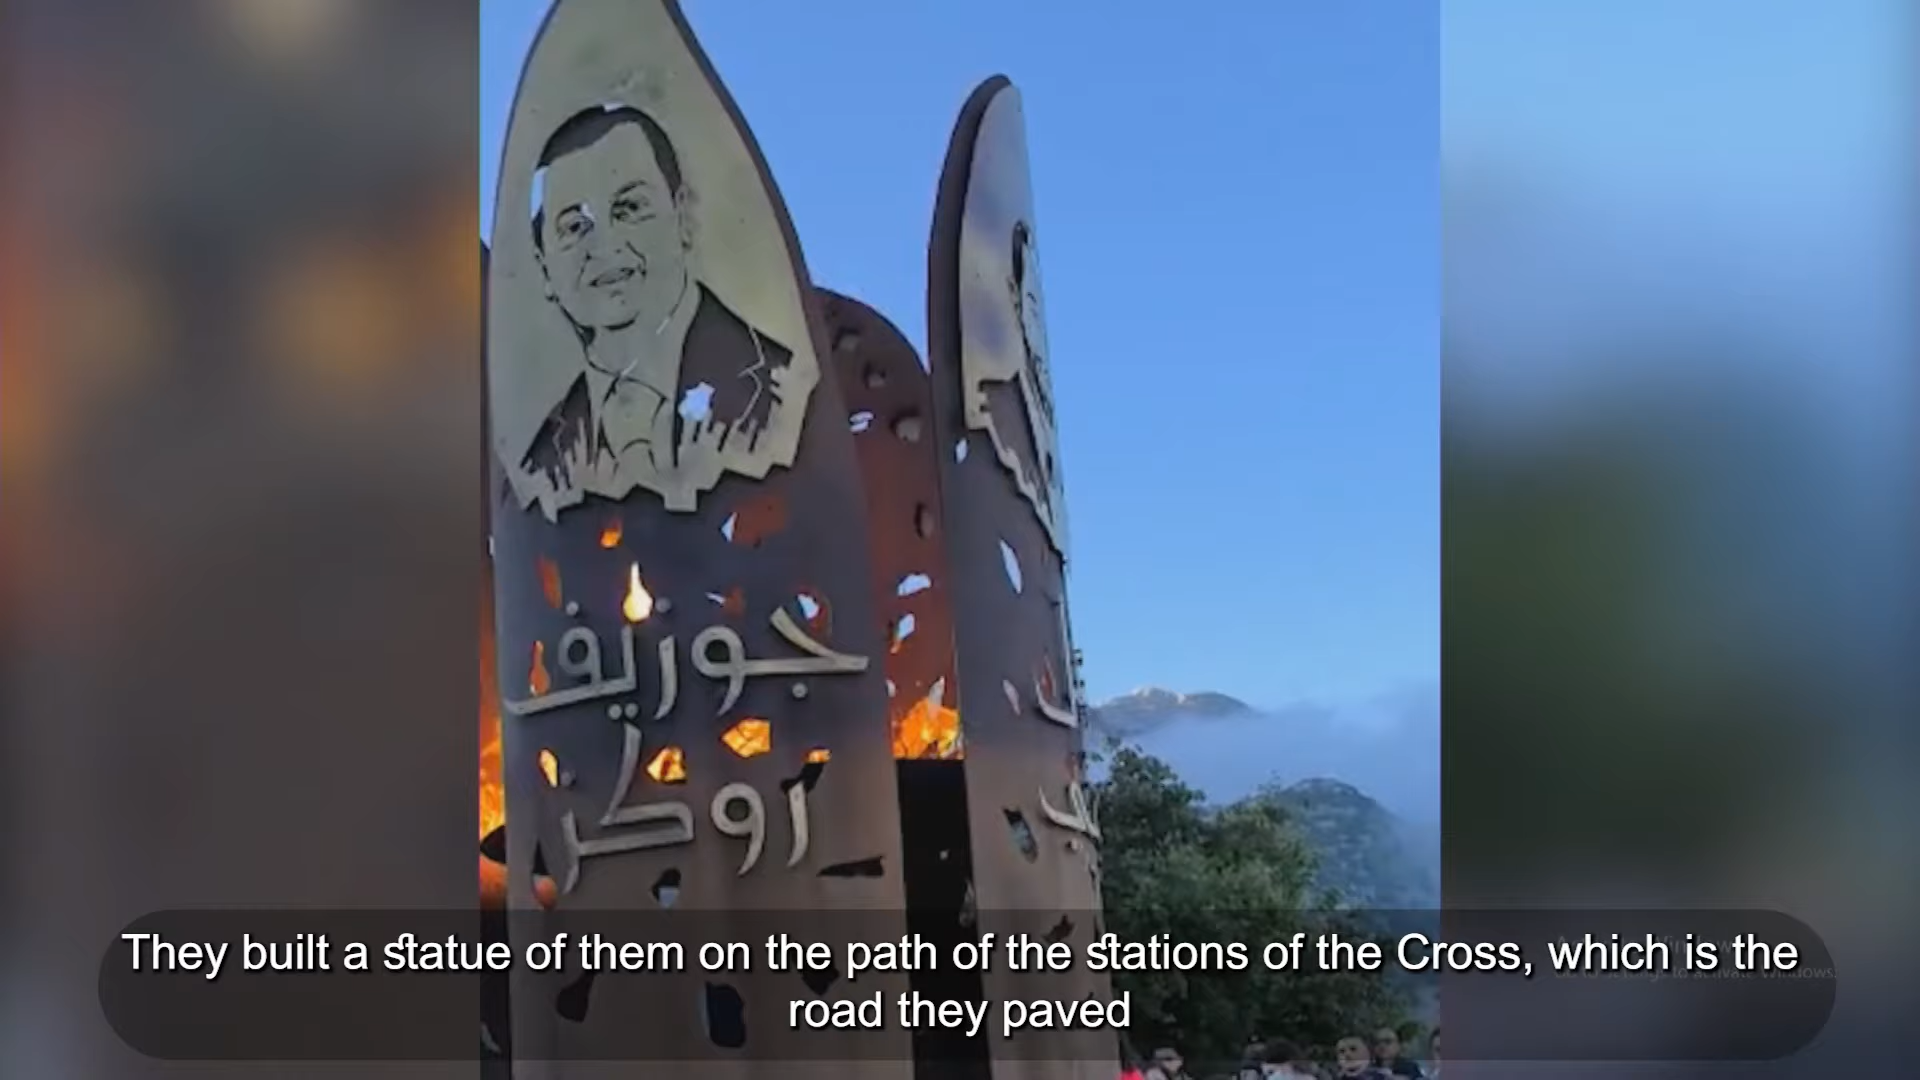 جوزيف
روكز
They built a statue of them on the path of the stations of the Cross, which is the
road they paved